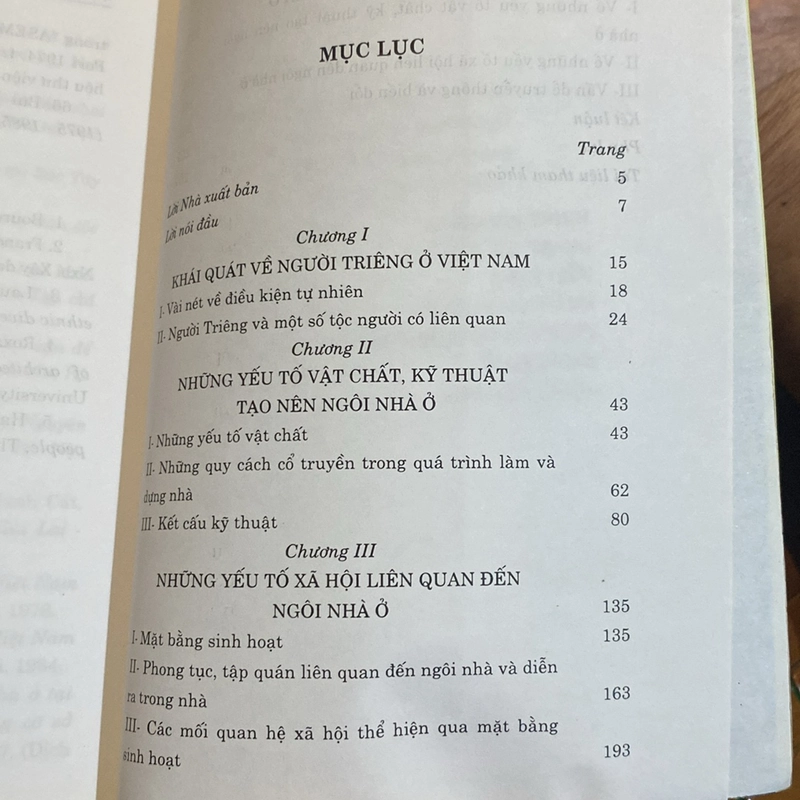 MỤC LỤC
Trang
Lời Nhà xuất bản 5
Lời nói đầu 7
Chương I
KHÁI QUÁT VỀ NGƯỜI TRIÊNG Ở VIỆT NAM 15
I- Vài nét về điều kiện tự nhiên 18
II- Người Triêng và một số tộc người có liên quan 24
Chương II
NHỮNG YẾU TỐ VẬT CHẤT, KỸ THUẬT
TẠO NÊN NGÔI NHÀ Ở 43
I- Những yếu tố vật chất 43
II- Những quy cách cổ truyền trong quá trình làm và
dựng nhà 62
III- Kết cấu kỹ thuật 80
Chương III
NHỮNG YẾU TỐ XÃ HỘI LIÊN QUAN ĐẾN
NGÔI NHÀ Ở 135
I- Mặt bằng sinh hoạt 135
II- Phong tục, tập quán liên quan đến ngôi nhà và diễn
ra trong nhà 163
III- Các mối quan hệ xã hội thể hiện qua mặt bằng
sinh hoạt 193